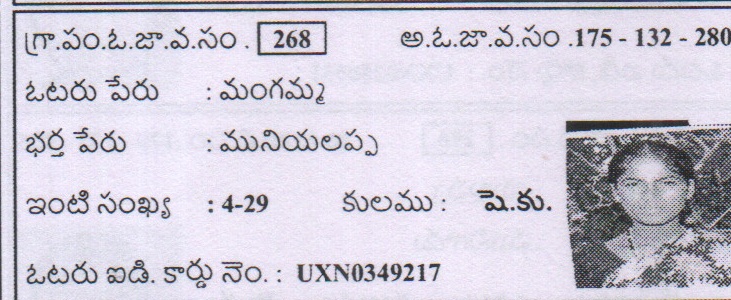 గ్రా.పం.ఓ.జా.వ.సం . 268 అ.ఓ.జా.వ.సం .175 - 132 - 280
ఓటరు పేరు : మంగమ్మ
భర్త పేరు : మునియలప్ప
ఇంటి సంఖ్య : 4-29 కులము : షె.కు.
ఓటరు ఐడి. కార్డు నెం. : UXN0349217